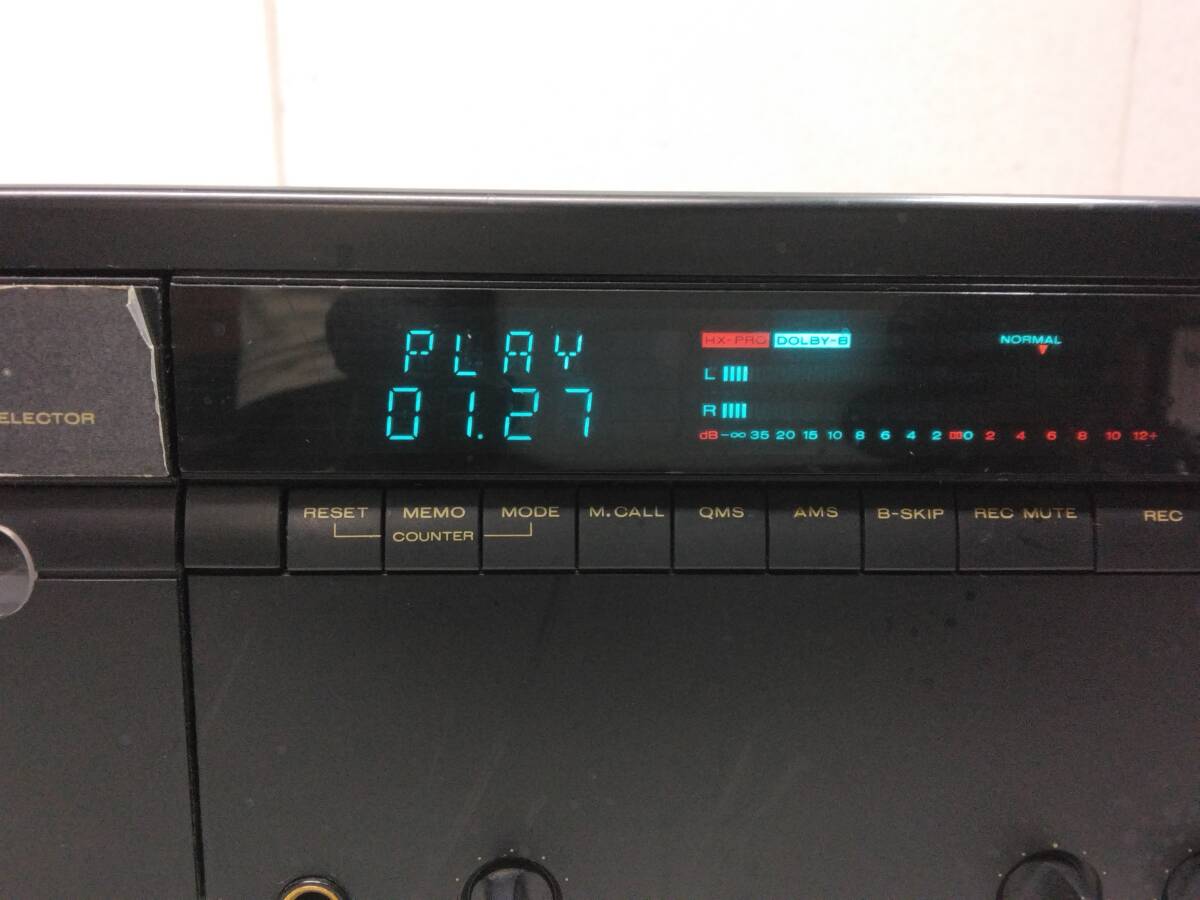 PLAY
01.27
HX-PRO DOLBY-B
NORMAL
L
R
dB -∞ 35 20 15 10 8 6 4 2 0 2 4 6 8 10 12+
ELECTOR
RESET MEMO MODE M.CALL QMS AMS B-SKIP REC MUTE REC
COUNTER